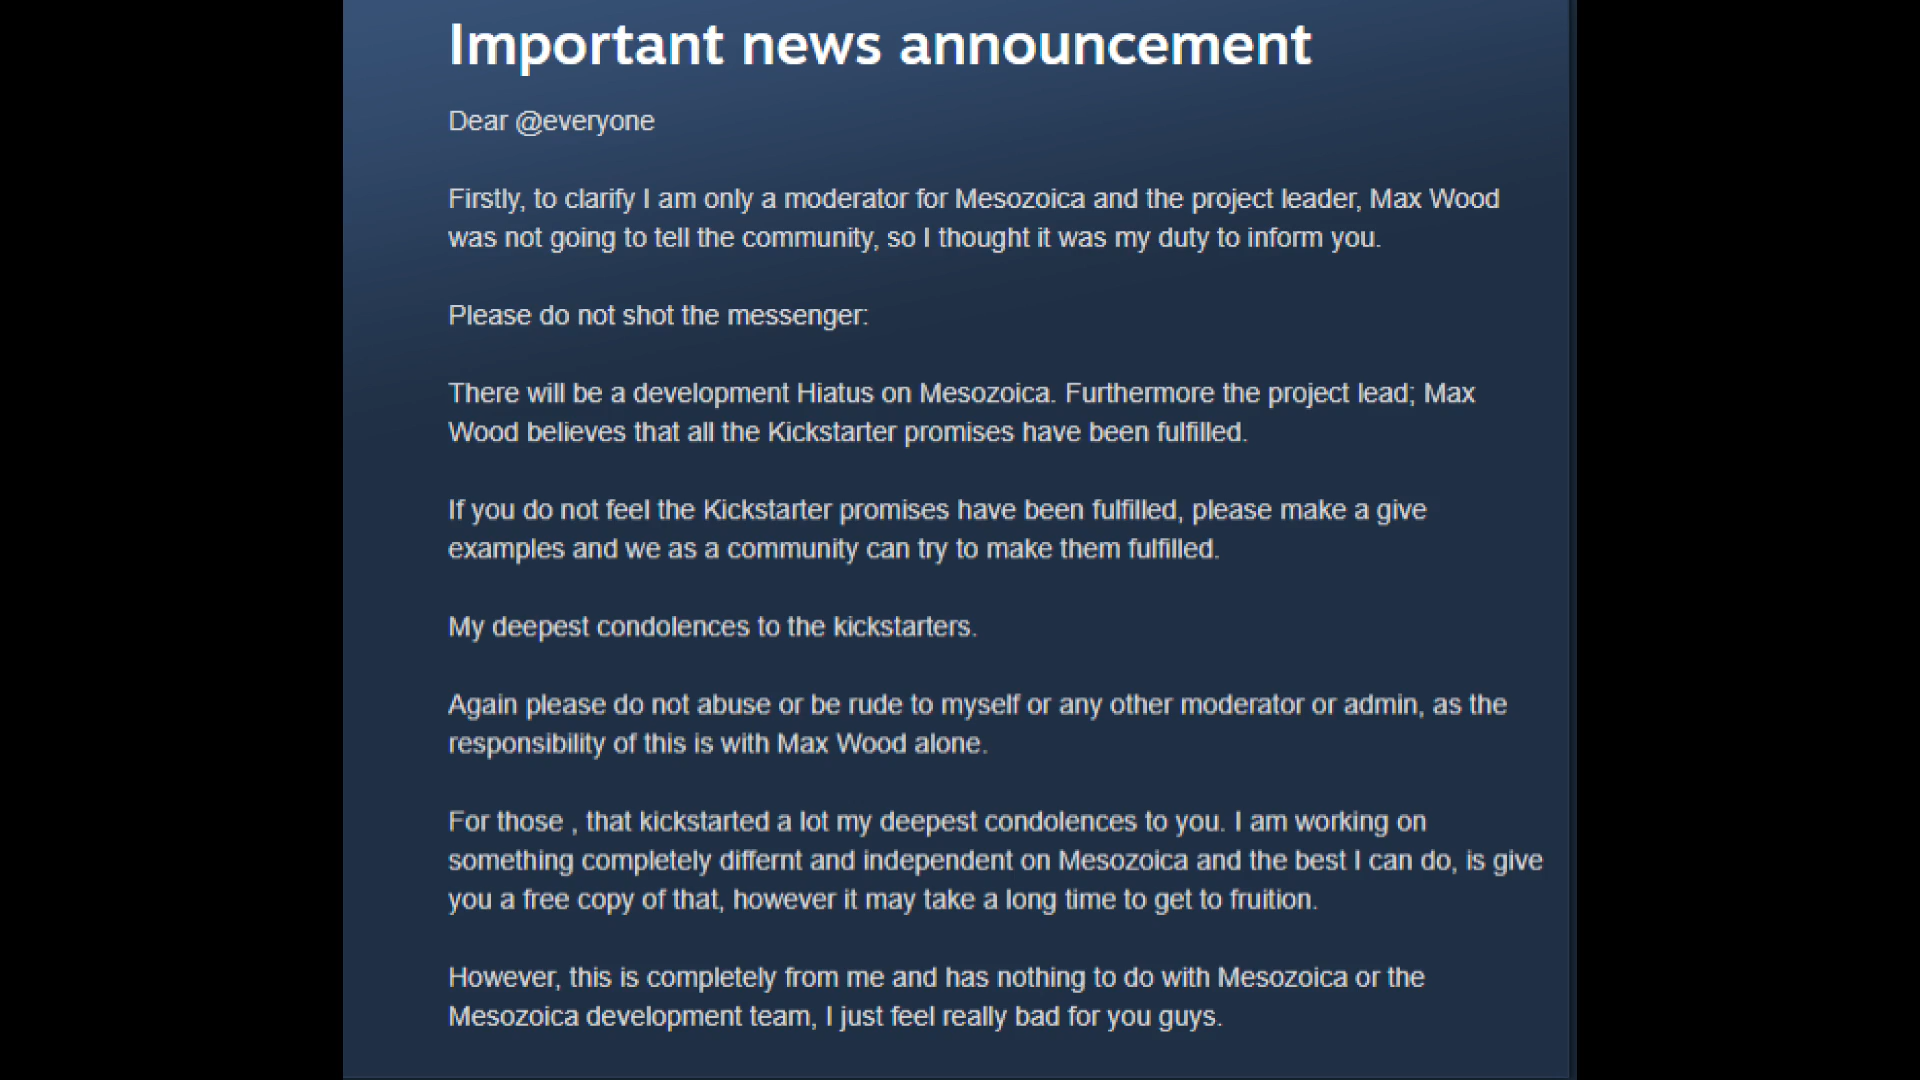 Important news announcement
Dear @everyone
Firstly, to clarify I am only a moderator for Mesozoica and the project leader, Max Wood
was not going to tell the community, so I thought it was my duty to inform you.
Please do not shot the messenger:
There will be a development Hiatus on Mesozoica. Furthermore the project lead; Max
Wood believes that all the Kickstarter promises have been fulfilled.
If you do not feel the Kickstarter promises have been fulfilled, please make a give
examples and we as a community can try to make them fulfilled.
My deepest condolences to the kickstarters.
Again please do not abuse or be rude to myself or any other moderator or admin, as the
responsibility of this is with Max Wood alone.
For those , that kickstarted a lot my deepest condolences to you. I am working on
something completely differnt and independent on Mesozoica and the best I can do, is give
you a free copy of that, however it may take a long time to get to fruition.
However, this is completely from me and has nothing to do with Mesozoica or the
Mesozoica development team, I just feel really bad for you guys.